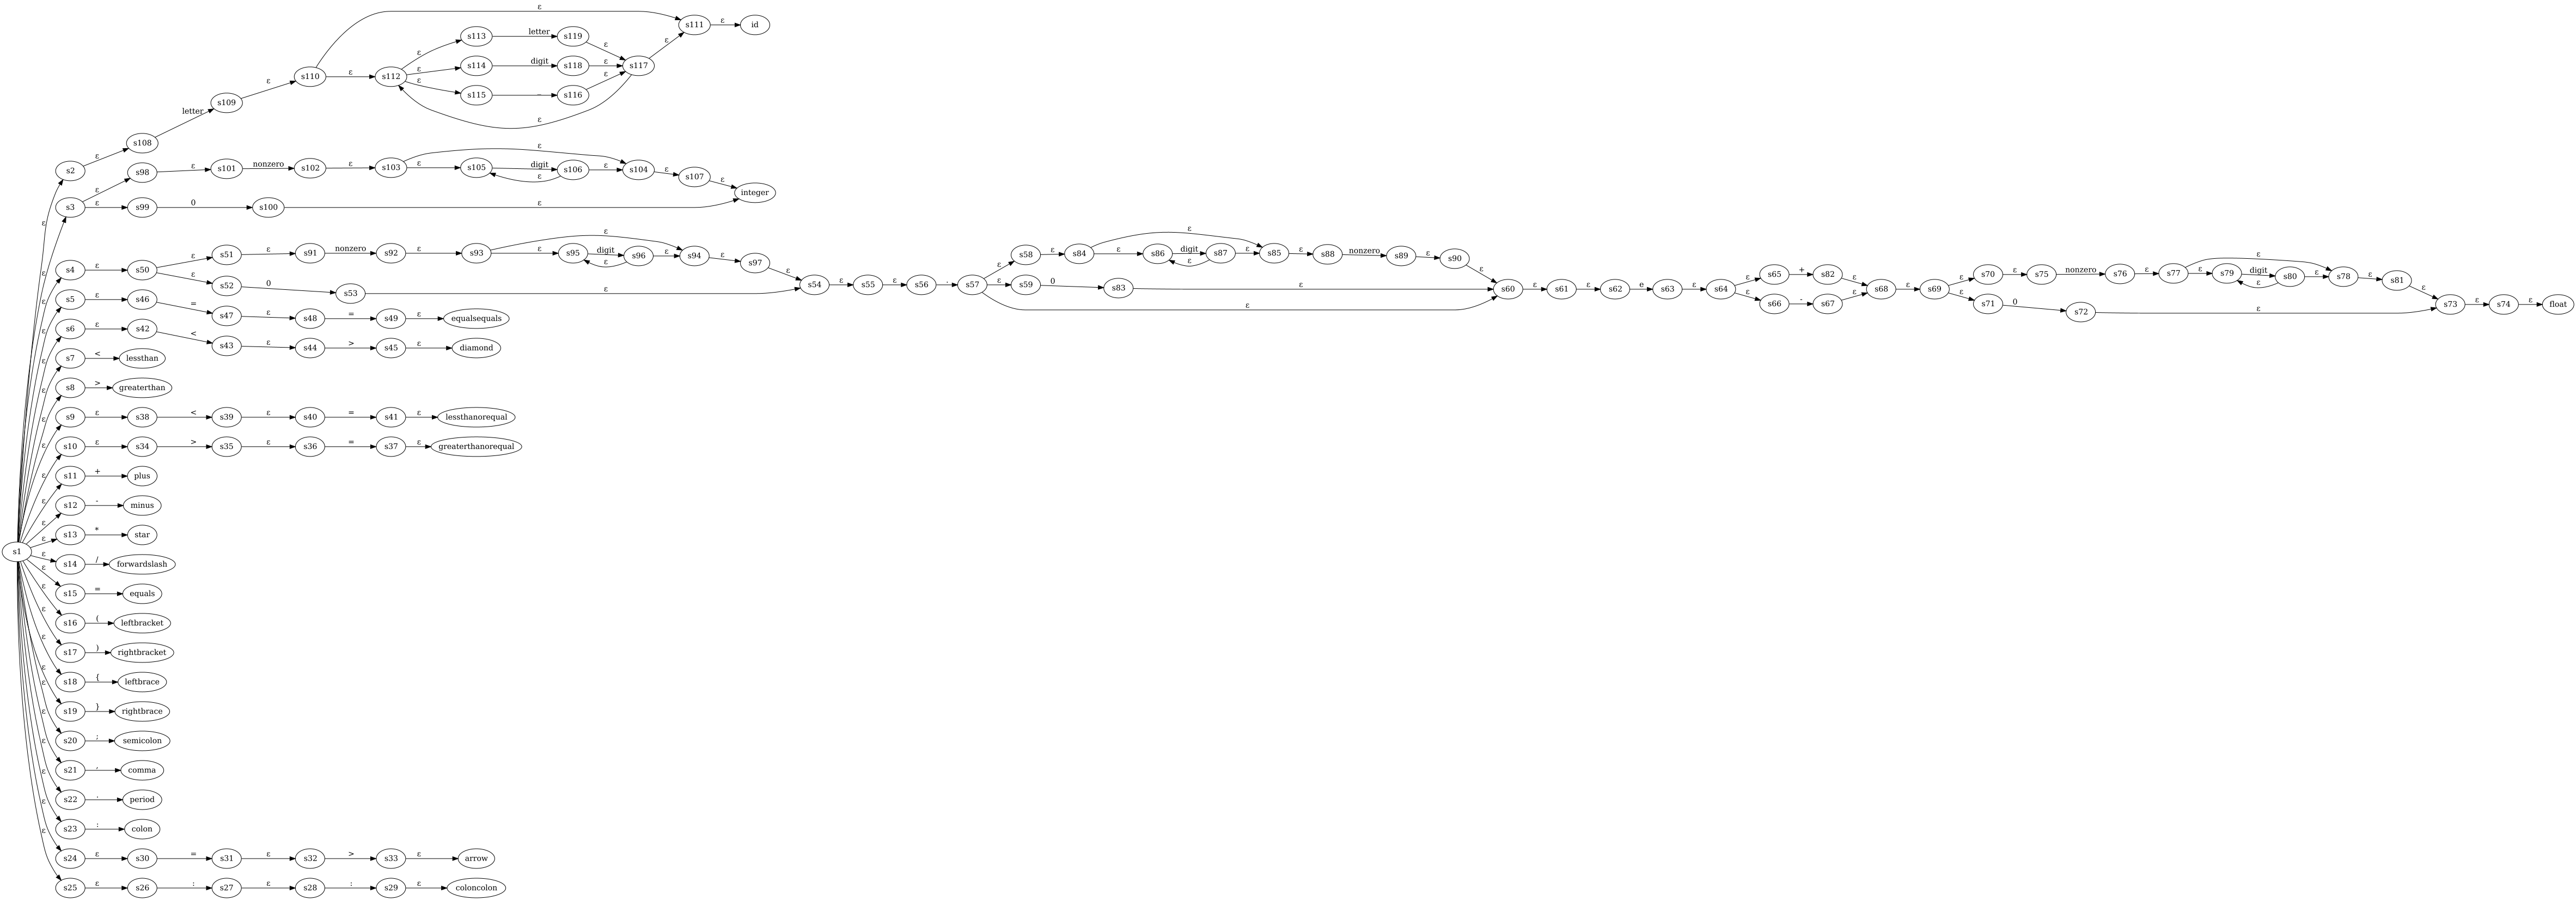 ε
s110 ε s112 ε s113 letter s119 ε s117 ε s111 ε id
ε s114 digit s118 ε
ε s115 _ s116 ε
ε
s1 ε s2 ε s108 letter s109 ε
ε s3 ε s98 ε s101 nonzero s102 ε s103 ε s105 digit s106 ε s104 ε s107 ε integer
ε
ε
ε s99 0 s100 ε
ε s4 ε s50 ε s51 ε s91 nonzero s92 ε s93 ε s95 digit s96 ε s94 ε s97 ε s54 ε s55 ε s56 . s57 ε s58 ε s84 ε s86 digit s87 ε s85 ε s88 nonzero s89 ε s90 ε s60 ε s61 ε s62 e s63 ε s64 ε s65 + s82 ε s68 ε s69 ε s70 ε s75 nonzero s76 ε s77 ε s79 digit s80 ε s78 ε s81 ε s73 ε s74 ε float
ε
ε
ε
ε
ε
ε
ε s52 0 s53 ε
ε s59 0 s83 ε
ε
ε s66 - s67 ε
ε s71 0 s72 ε
ε s5 ε s46 = s47 ε s48 = s49 ε equalsequals
ε s6 ε s42 < s43 ε s44 > s45 ε diamond
ε s7 < lessthan
ε s8 > greaterthan
ε s9 ε s38 < s39 ε s40 = s41 ε lessthanorequal
ε s10 ε s34 > s35 ε s36 = s37 ε greaterthanorequal
ε s11 + plus
ε s12 - minus
ε s13 * star
ε s14 / forwardslash
ε s15 = equals
ε s16 ( leftbracket
ε s17 ) rightbracket
ε s18 { leftbrace
ε s19 } rightbrace
ε s20 ; semicolon
ε s21 , comma
ε s22 . period
ε s23 : colon
ε s24 ε s30 = s31 ε s32 > s33 ε arrow
ε s25 ε s26 : s27 ε s28 : s29 ε coloncolon